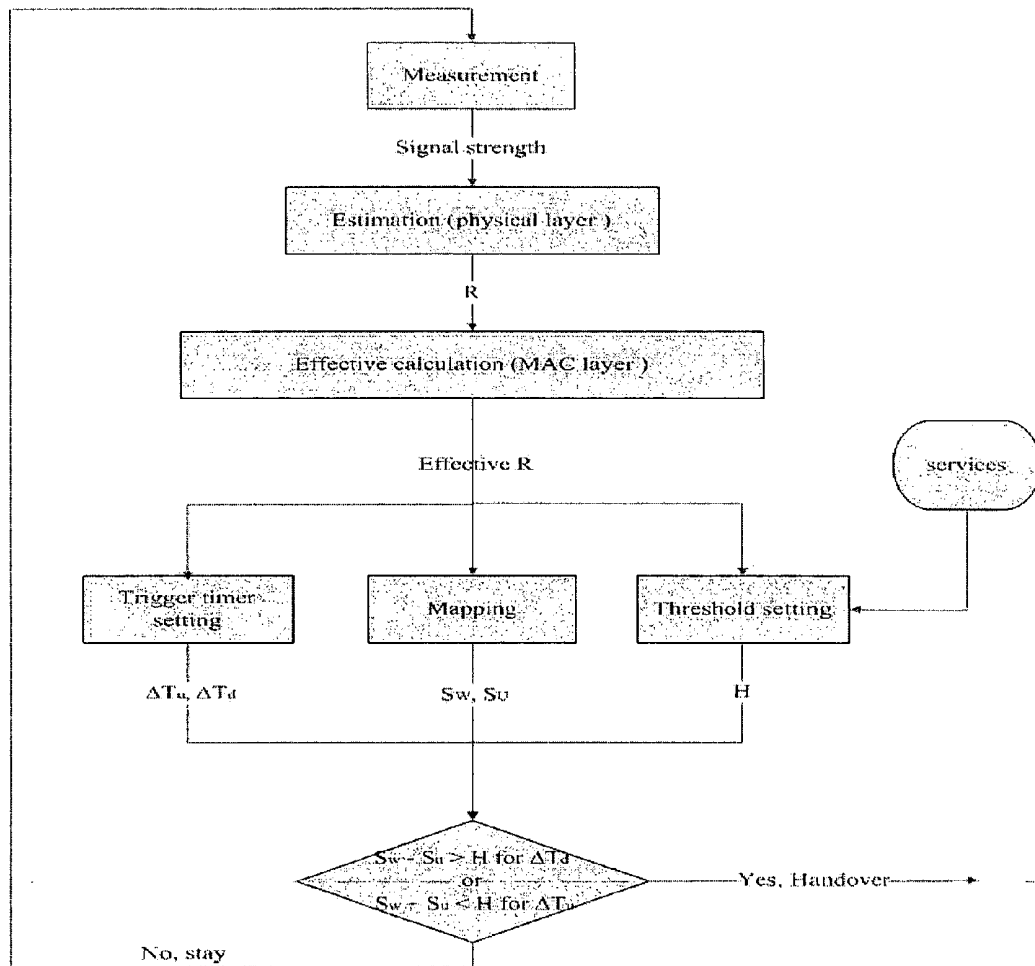 Measurement
Signal strength
Estimation (physical layer )
R
Effective calculation (MAC layer )
Effective R
services
Trigger timer
setting
Mapping
Threshold setting
ΔTu, ΔTd
Sw, SU
H
Sw - Su > H for ΔTd
or
Sw - Su < H for ΔTu
Yes, Handover
No, stay